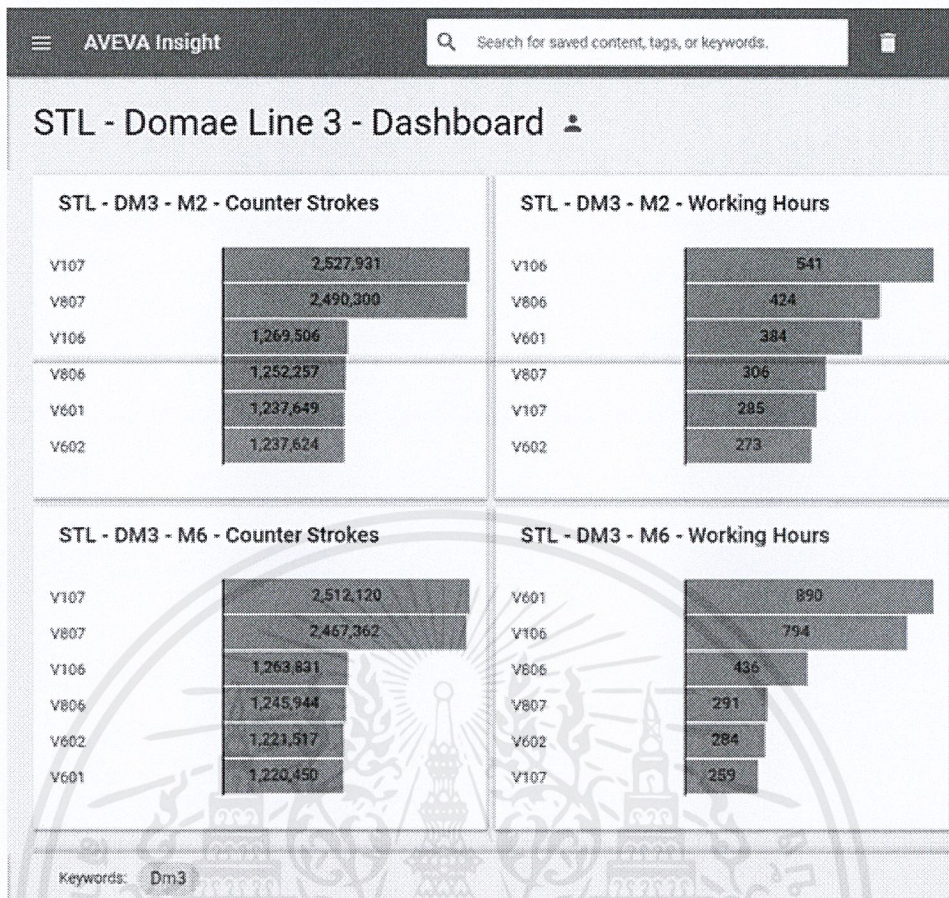 AVEVA Insight
Search for saved content, tags, or keywords.
STL - Domae Line 3 - Dashboard
STL - DM3 - M2 - Counter Strokes
V107 2,527,931
V807 2,490,300
V106 1,269,506
V806 1,252,257
V601 1,237,649
V602 1,237,624
STL - DM3 - M2 - Working Hours
V106 541
V806 424
V601 384
V807 306
V107 285
V602 273
STL - DM3 - M6 - Counter Strokes
V107 2,512,120
V807 2,467,362
V106 1,263,831
V806 1,245,944
V602 1,221,517
V601 1,220,450
STL - DM3 - M6 - Working Hours
V601 890
V106 794
V806 436
V807 291
V602 284
V107 259
Keywords: Dm3